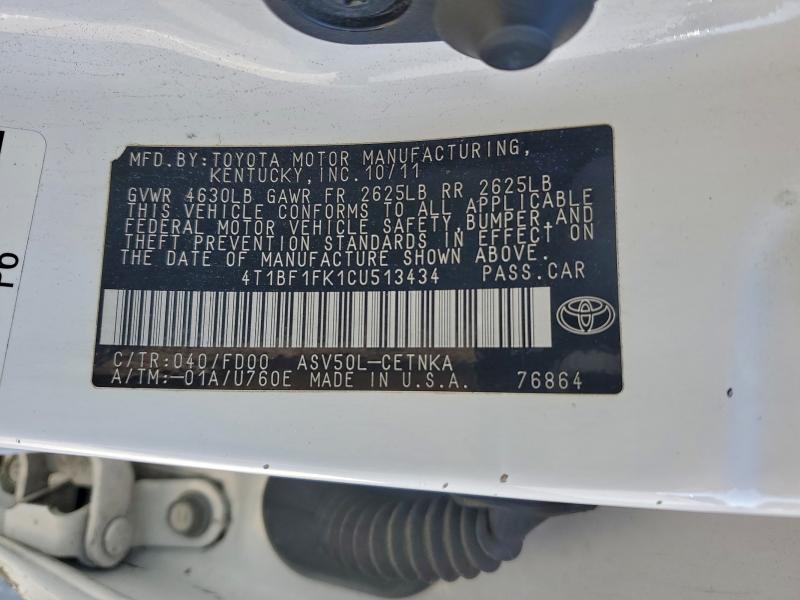 MFD. BY: TOYOTA MOTOR MANUFACTURING,
KENTUCKY, INC. 10/11
GVWR 4630LB GAWR FR 2625LB RR 2625LB
THIS VEHICLE CONFORMS TO ALL APPLICABLE
FEDERAL MOTOR VEHICLE SAFETY, BUMPER, AND
THEFT PREVENTION STANDARDS IN EFFECT ON
THE DATE OF MANUFACTURE SHOWN ABOVE.
4T1BF1FK1CU513434 PASS. CAR
C/TR: 040/FD00 ASV50L-CETNKA
A/TM:-01A/U760E MADE IN U.S.A. 76864